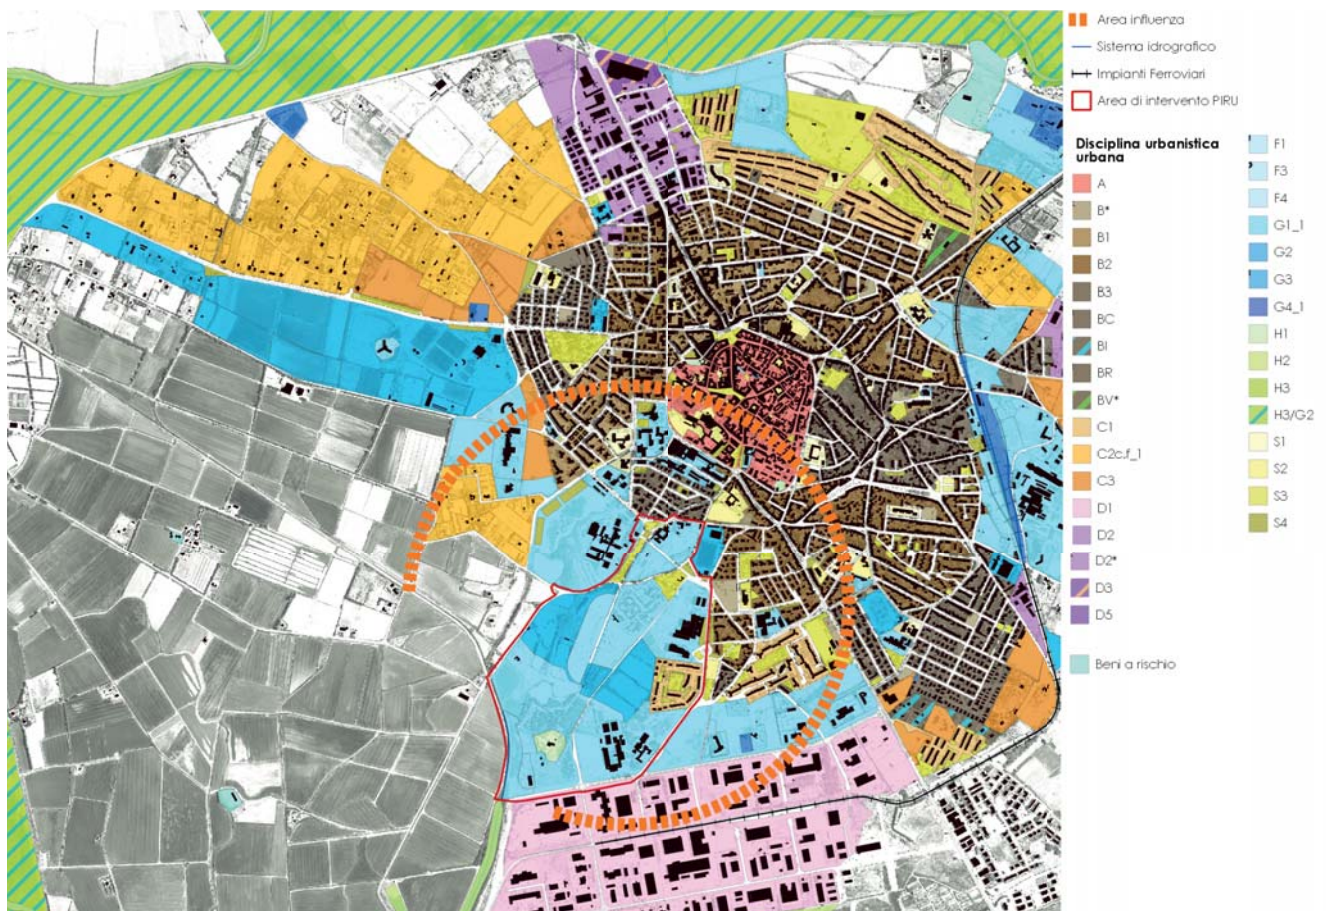 Area influenza
Sistema idrografico
Impianti Ferroviari
Area di intervento PIRU
Disciplina urbanistica
urbana
A
B*
B1
B2
B3
BC
BI
BR
BV*
C1
C2c.f_1
C3
D1
D2
D2*
D3
D5
Beni a rischio
F1
F3
F4
G1_1
G2
G3
G4_1
H1
H2
H3
H3/G2
S1
S2
S3
S4